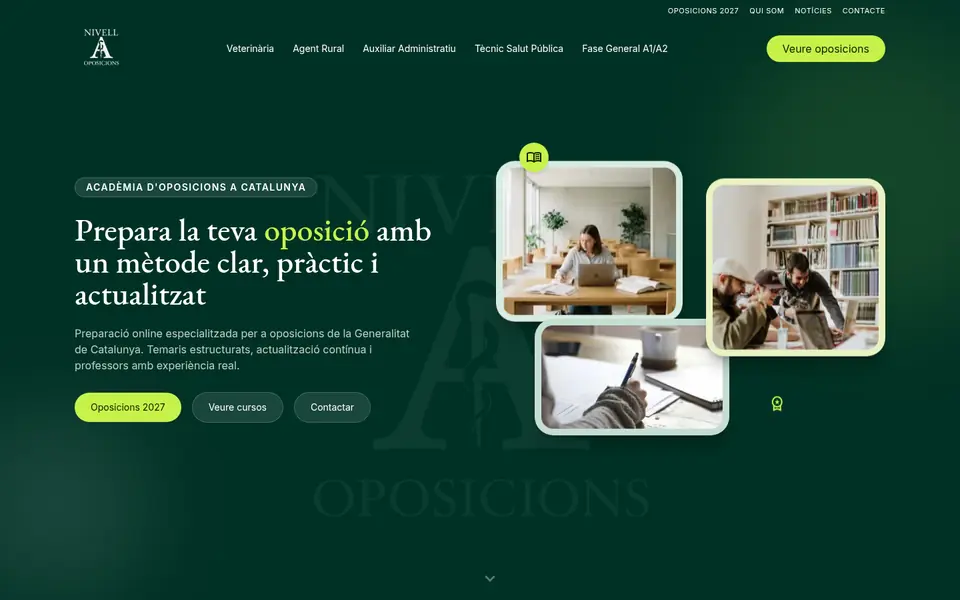 OPOSICIONS 2027 QUI SOM NOTÍCIES CONTACTE
NIVELL
A
OPOSICIONS
Veterinària Agent Rural Auxiliar Administratiu Tècnic Salut Pública Fase General A1/A2
Veure oposicions
ACADÈMIA D'OPOSICIONS A CATALUNYA
Prepara la teva oposició amb
un mètode clar, pràctic i
actualitzat
Preparació online especialitzada per a oposicions de la Generalitat
de Catalunya. Temaris estructurats, actualització contínua i
professors amb experiència real.
Oposicions 2027
Veure cursos
Contactar
NIVELL
A
OPOSICIONS